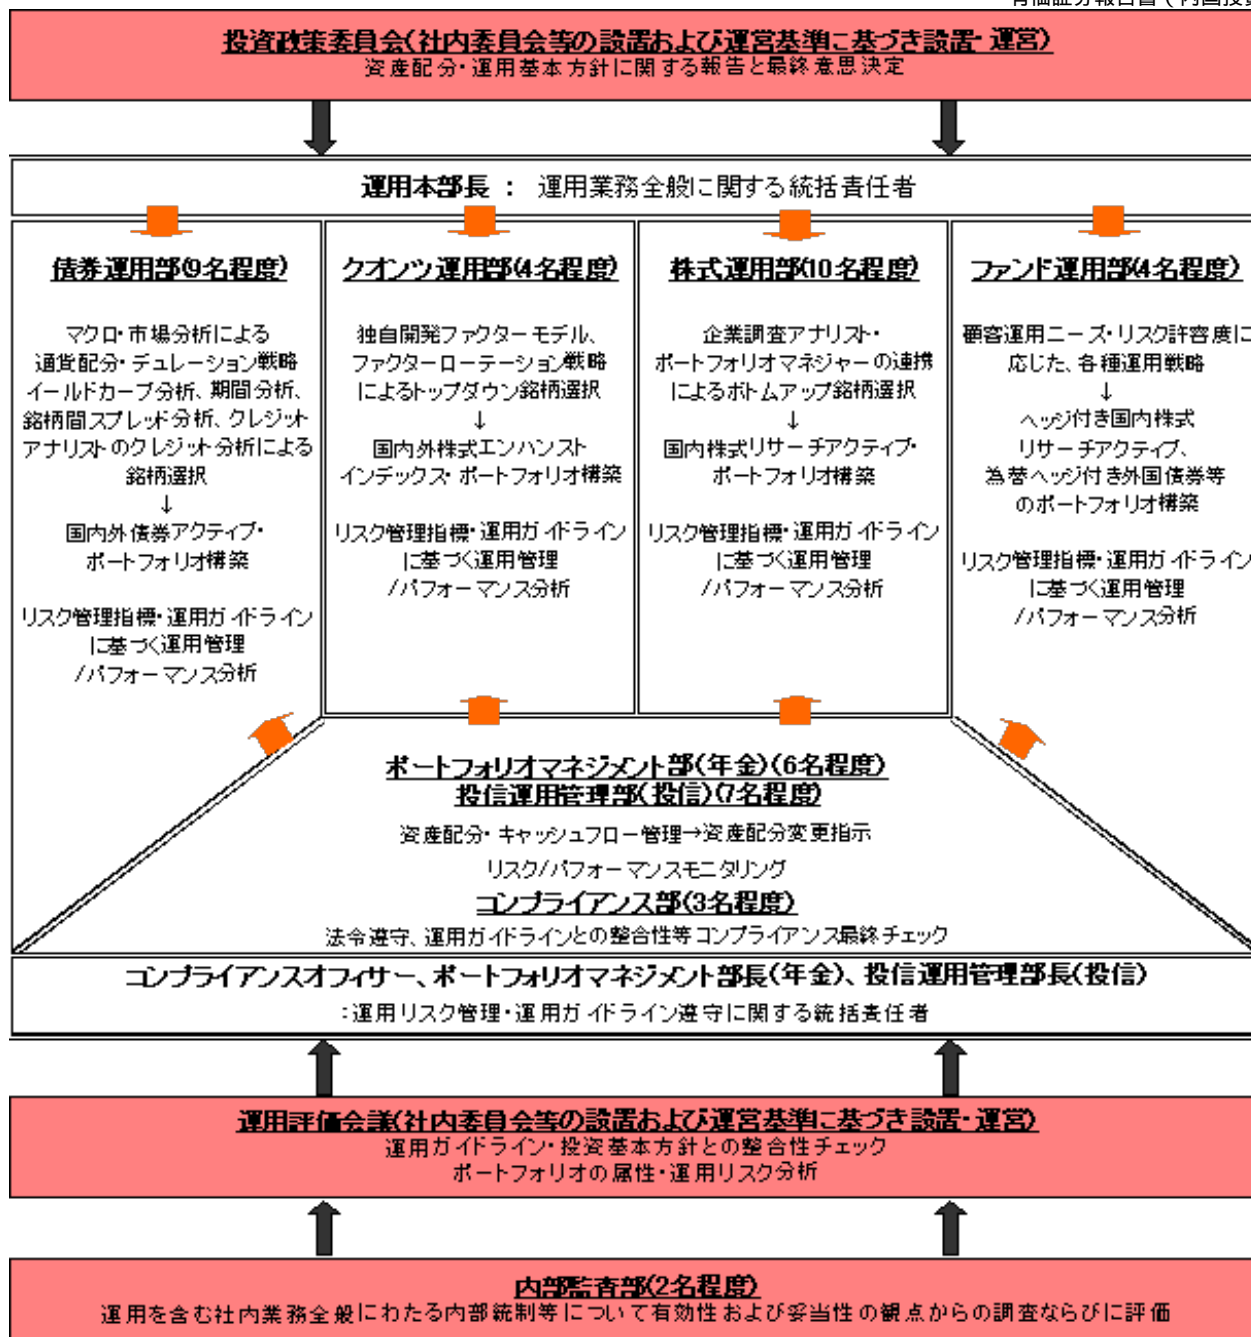 投資政策委員会(社内委員会等の設置および運営基準に基づき設置・運営)
資産配分・運用基本方針に関する報告と最終意思決定
運用本部長 : 運用業務全般に関する統括責任者
債券運用部(9名程度)
マクロ・市場分析による
通貨配分・デュレーション戦略
イールドカーブ分析、期間分析、
銘柄間スプレッド分析、クレジット
アナリストのクレジット分析による
銘柄選択
↓
国内外債券アクティブ・
ポートフォリオ構築
リスク管理指標・運用ガイドライン
に基づく運用管理
/パフォーマンス分析
クオンツ運用部(4名程度)
独自開発ファクターモデル、
ファクターローテーション戦略
によるトップダウン銘柄選択
↓
国内外株式エンハンスト
インデックス・ポートフォリオ構築
リスク管理指標・運用ガイドライン
に基づく運用管理
/パフォーマンス分析
株式運用部(10名程度)
企業調査アナリスト・
ポートフォリオマネジャーの連携
によるボトムアップ銘柄選択
↓
国内株式リサーチアクティブ・
ポートフォリオ構築
リスク管理指標・運用ガイドライン
に基づく運用管理
/パフォーマンス分析
ファンド運用部(4名程度)
顧客運用ニーズ・リスク許容度に
応じた、各種運用戦略
↓
ヘッジ付き国内株式
リサーチアクティブ、
為替ヘッジ付き外国債券等
のポートフォリオ構築
リスク管理指標・運用ガイドライン
に基づく運用管理
/パフォーマンス分析
ポートフォリオマネジメント部(年金)(6名程度)
投信運用管理部(投信)(7名程度)
資産配分・キャッシュフロー管理→資産配分変更指示
リスク/パフォーマンスモニタリング
コンプライアンス部(3名程度)
法令遵守、運用ガイドラインとの整合性等コンプライアンス最終チェック
コンプライアンスオフィサー、ポートフォリオマネジメント部長(年金)、投信運用管理部長(投信)
:運用リスク管理・運用ガイドライン遵守に関する統括責任者
運用評価会議(社内委員会等の設置および運営基準に基づき設置・運営)
運用ガイドライン・投資基本方針との整合性チェック
ポートフォリオの属性・運用リスク分析
内部監査部(2名程度)
運用を含む社内業務全般にわたる内部統制等について有効性および妥当性の観点からの調査ならびに評価